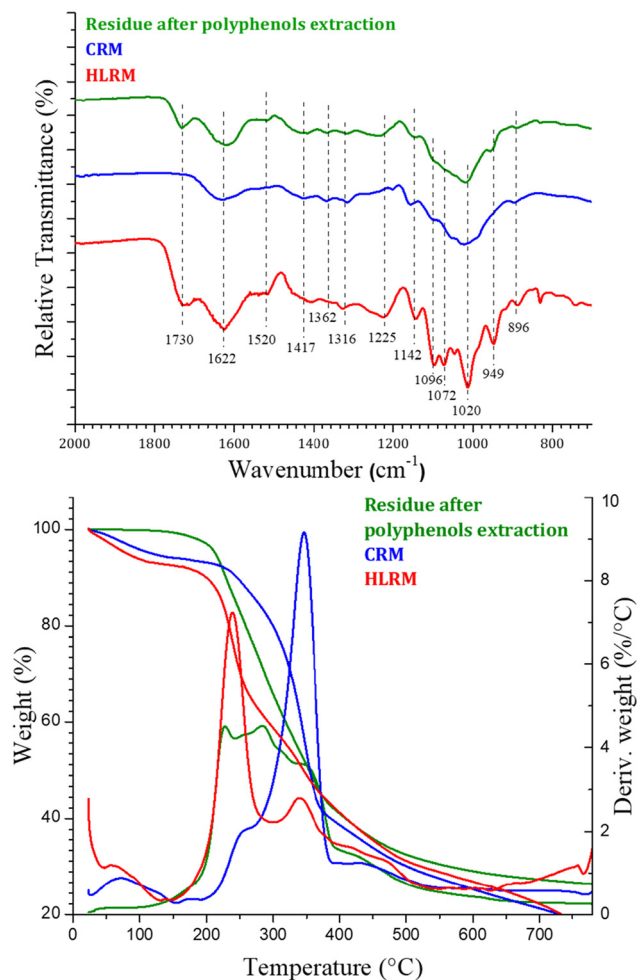 Residue after polyphenols extraction
CRM
HLRM
Relative Transmittance (%)
1730
1622
1520
1417
1362
1316
1225
1142
1096
1072
1020
949
896
2000 1800 1600 1400 1200 1000 800
Wavenumber (cm-1)
Residue after
polyphenols extraction
CRM
HLRM
Weight (%)
100
80
60
40
20
Deriv. weight (%/°C)
10
8
6
4
2
0
0 100 200 300 400 500 600 700
Temperature (°C)